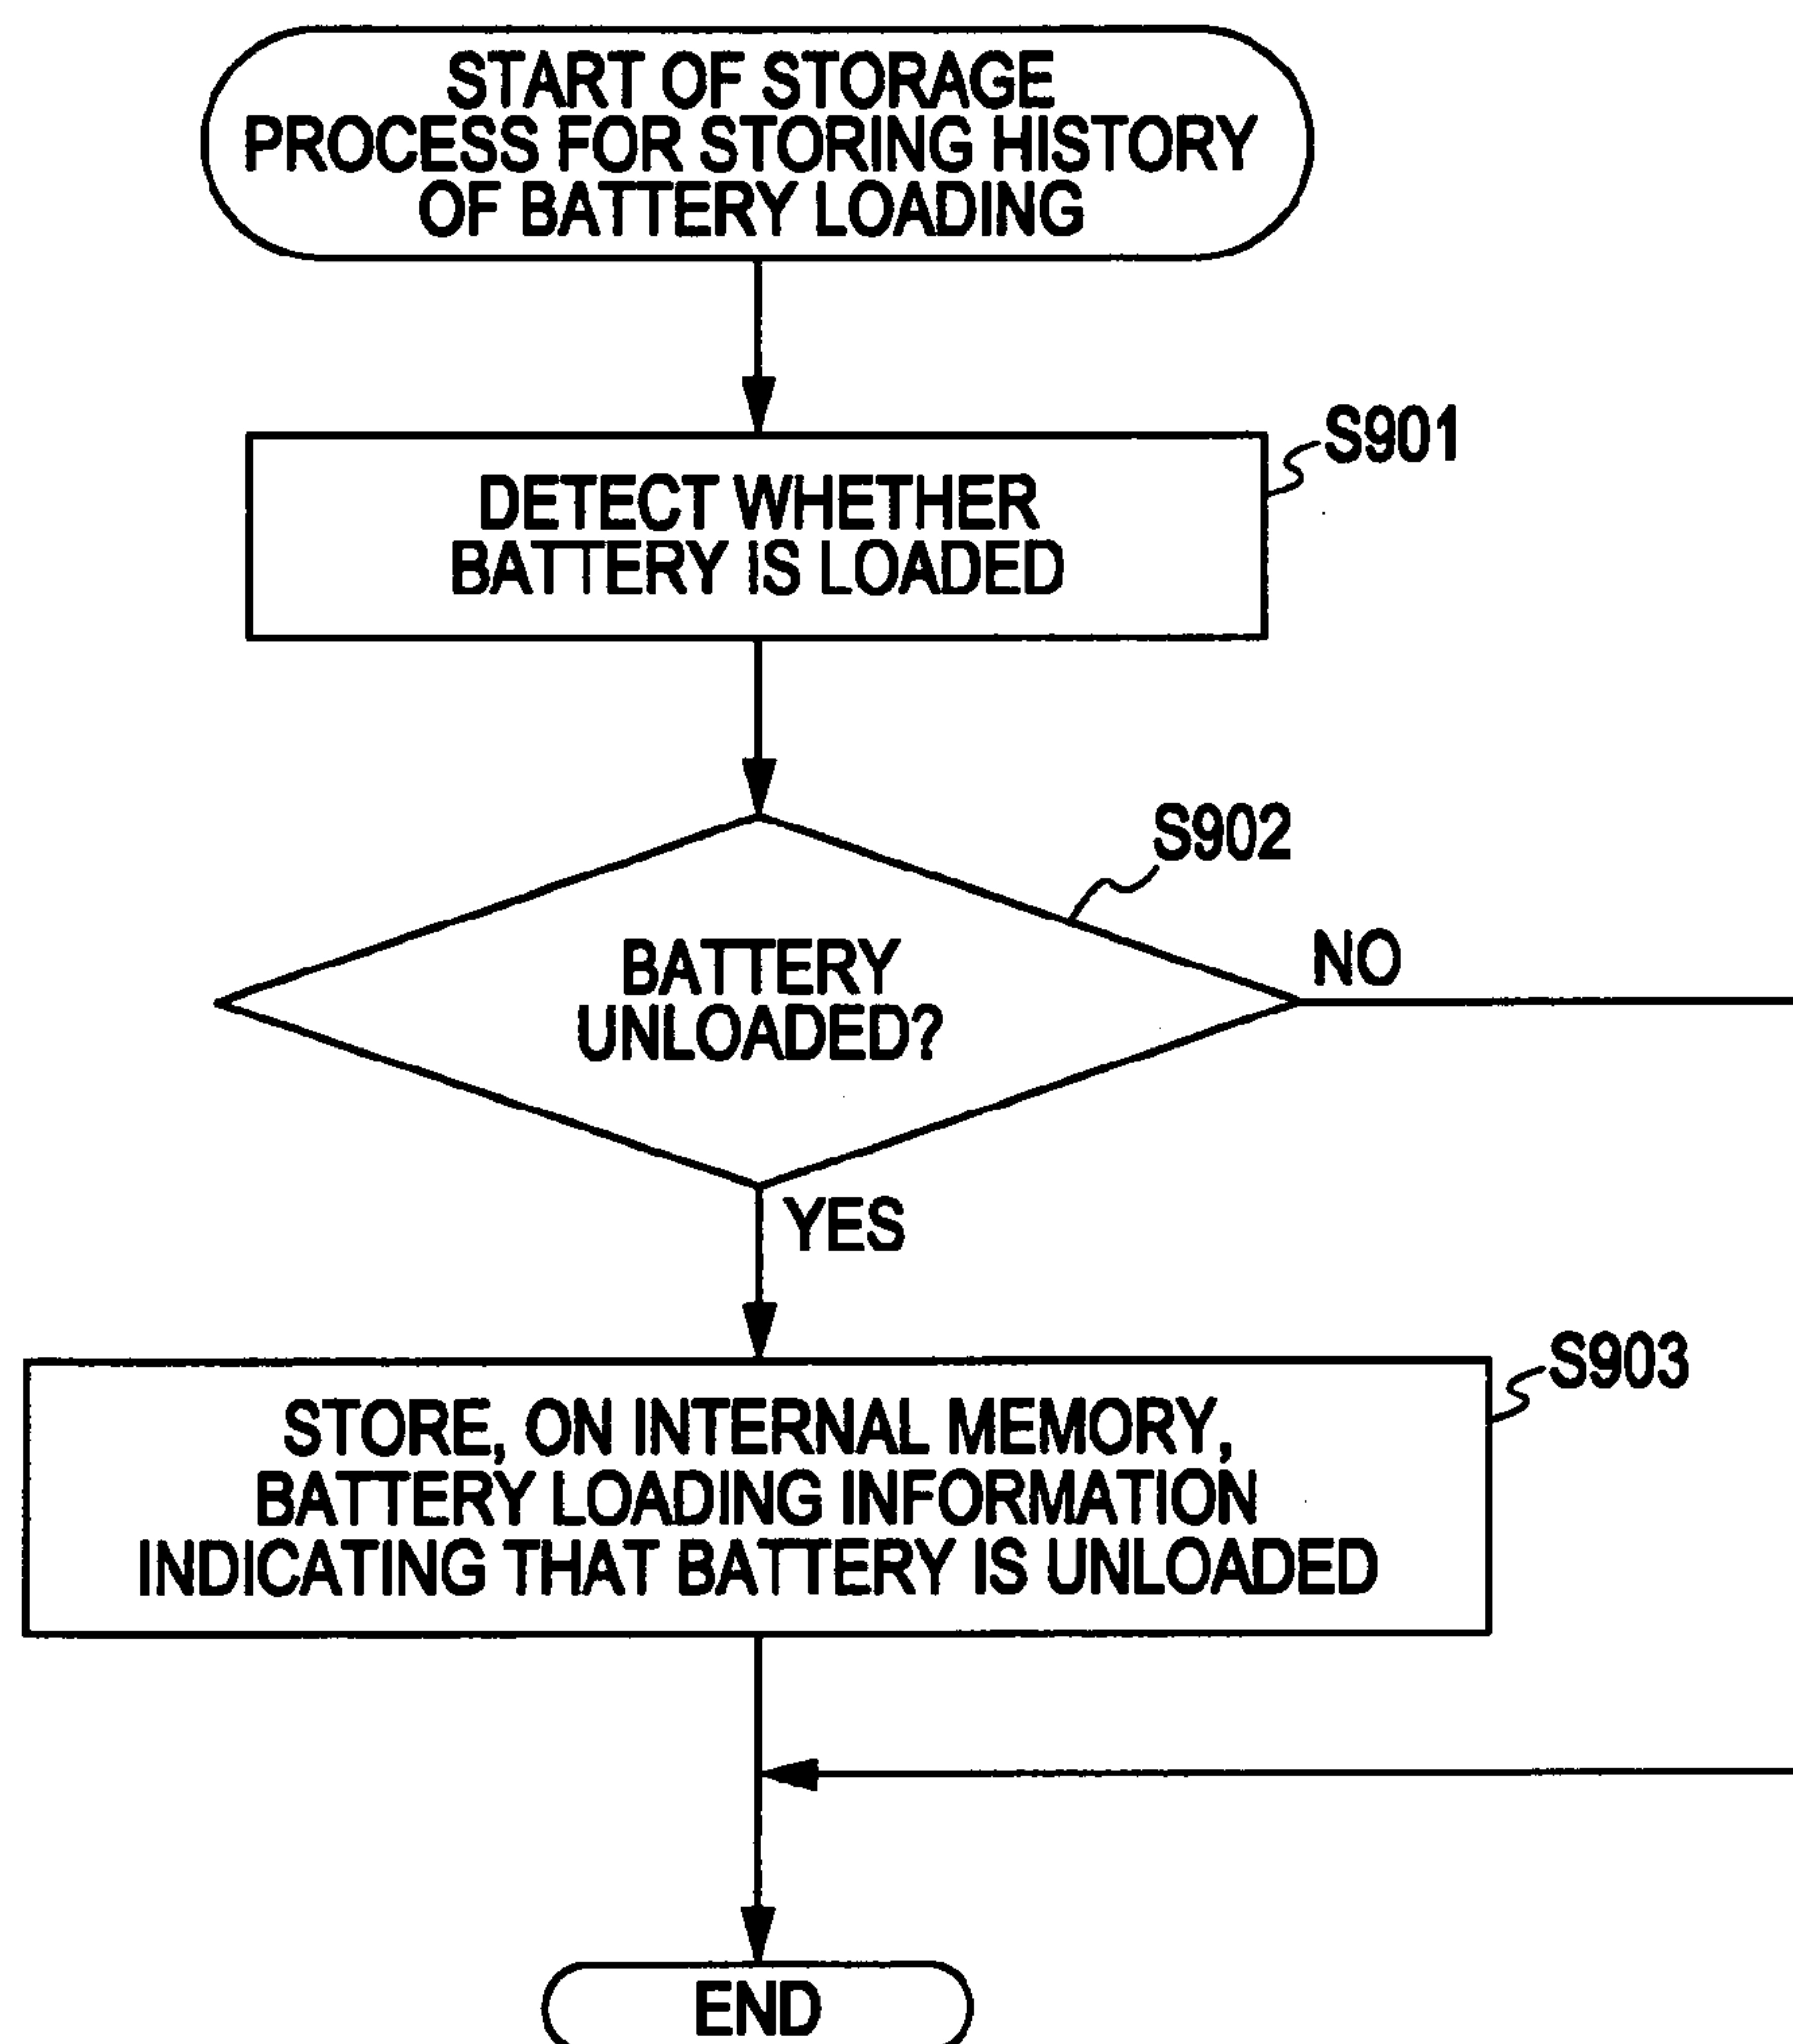 START OF STORAGE
PROCESS FOR STORING HISTORY
OF BATTERY LOADING
S901
DETECT WHETHER
BATTERY IS LOADED
S902
NO
BATTERY
UNLOADED?
YES
S903
STORE, ON INTERNAL MEMORY,
BATTERY LOADING INFORMATION
INDICATING THAT BATTERY IS UNLOADED
END